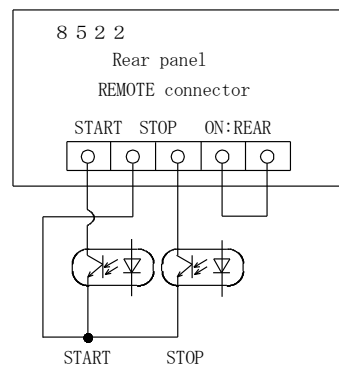 ８５２２
Rear panel
REMOTE connector
START STOP ON:REAR
START STOP